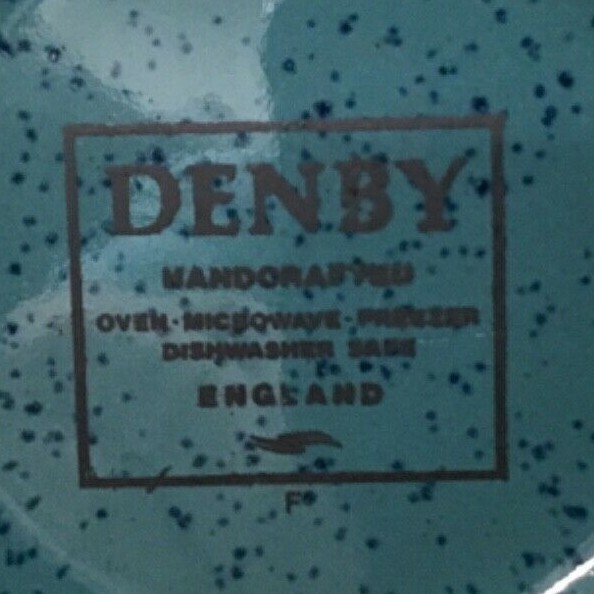 DENBY
HANDCRAFTED
OVEN·MICROWAVE·FREEZER
DISHWASHER SAFE
ENGLAND
F